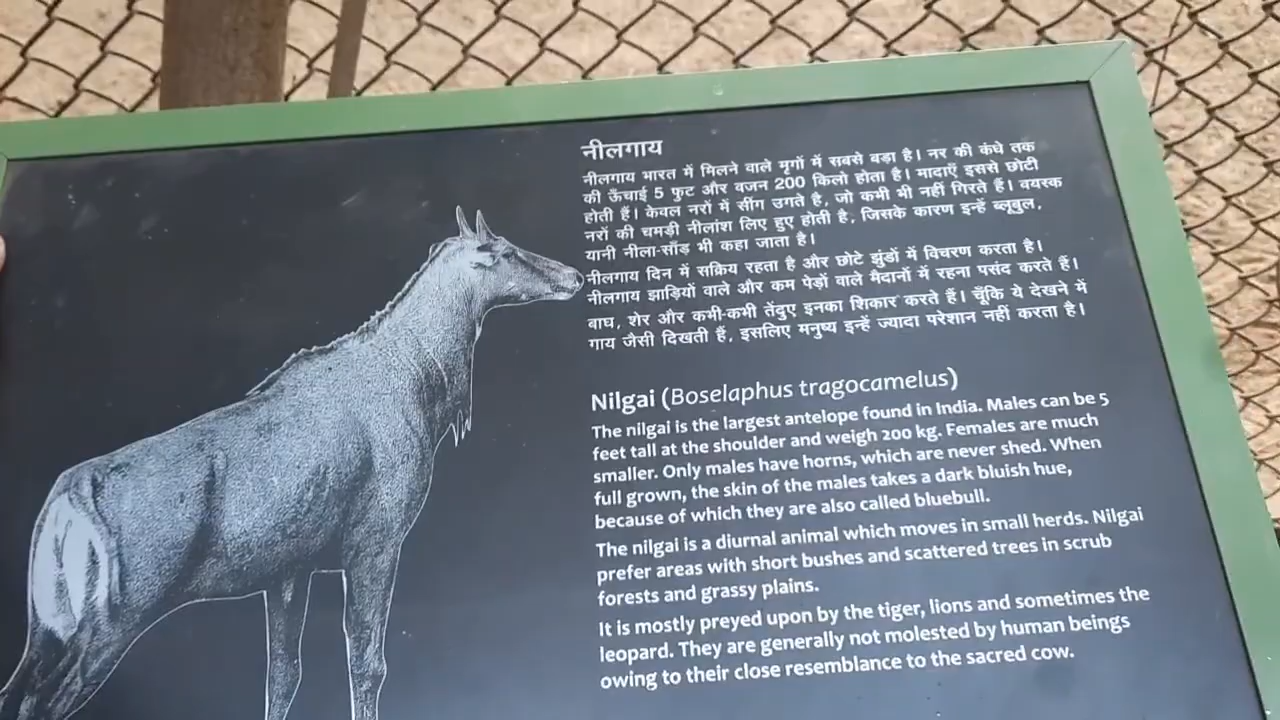 नीलगाय
नीलगाय भारत में मिलने वाले मृगों में सबसे बड़ा है। नर की कंधे तक
की ऊँचाई 5 फुट और वजन 200 किलो होता है। मादाएँ इससे छोटी
होती हैं। केवल नरों में सींग उगते है, जो कभी भी नहीं गिरते हैं। वयस्क
नरों की चमड़ी नीलांश लिए हुए होती है, जिसके कारण इन्हें ब्लूबुल,
यानी नीला-साँड़ भी कहा जाता है।
नीलगाय दिन में सक्रिय रहता है और छोटे झुंडों में विचरण करता है।
नीलगाय झाड़ियों वाले और कम पेड़ों वाले मैदानों में रहना पसंद करते हैं।
बाघ, शेर और कभी-कभी तेंदुए इनका शिकार करते हैं। चूँकि ये देखने में
गाय जैसी दिखती हैं, इसलिए मनुष्य इन्हें ज्यादा परेशान नहीं करता है।
Nilgai (Boselaphus tragocamelus)
The nilgai is the largest antelope found in India. Males can be 5
feet tall at the shoulder and weigh 200 kg. Females are much
smaller. Only males have horns, which are never shed. When
full grown, the skin of the males takes a dark bluish hue,
because of which they are also called bluebull.
The nilgai is a diurnal animal which moves in small herds. Nilgai
prefer areas with short bushes and scattered trees in scrub
forests and grassy plains.
It is mostly preyed upon by the tiger, lions and sometimes the
leopard. They are generally not molested by human beings
owing to their close resemblance to the sacred cow.